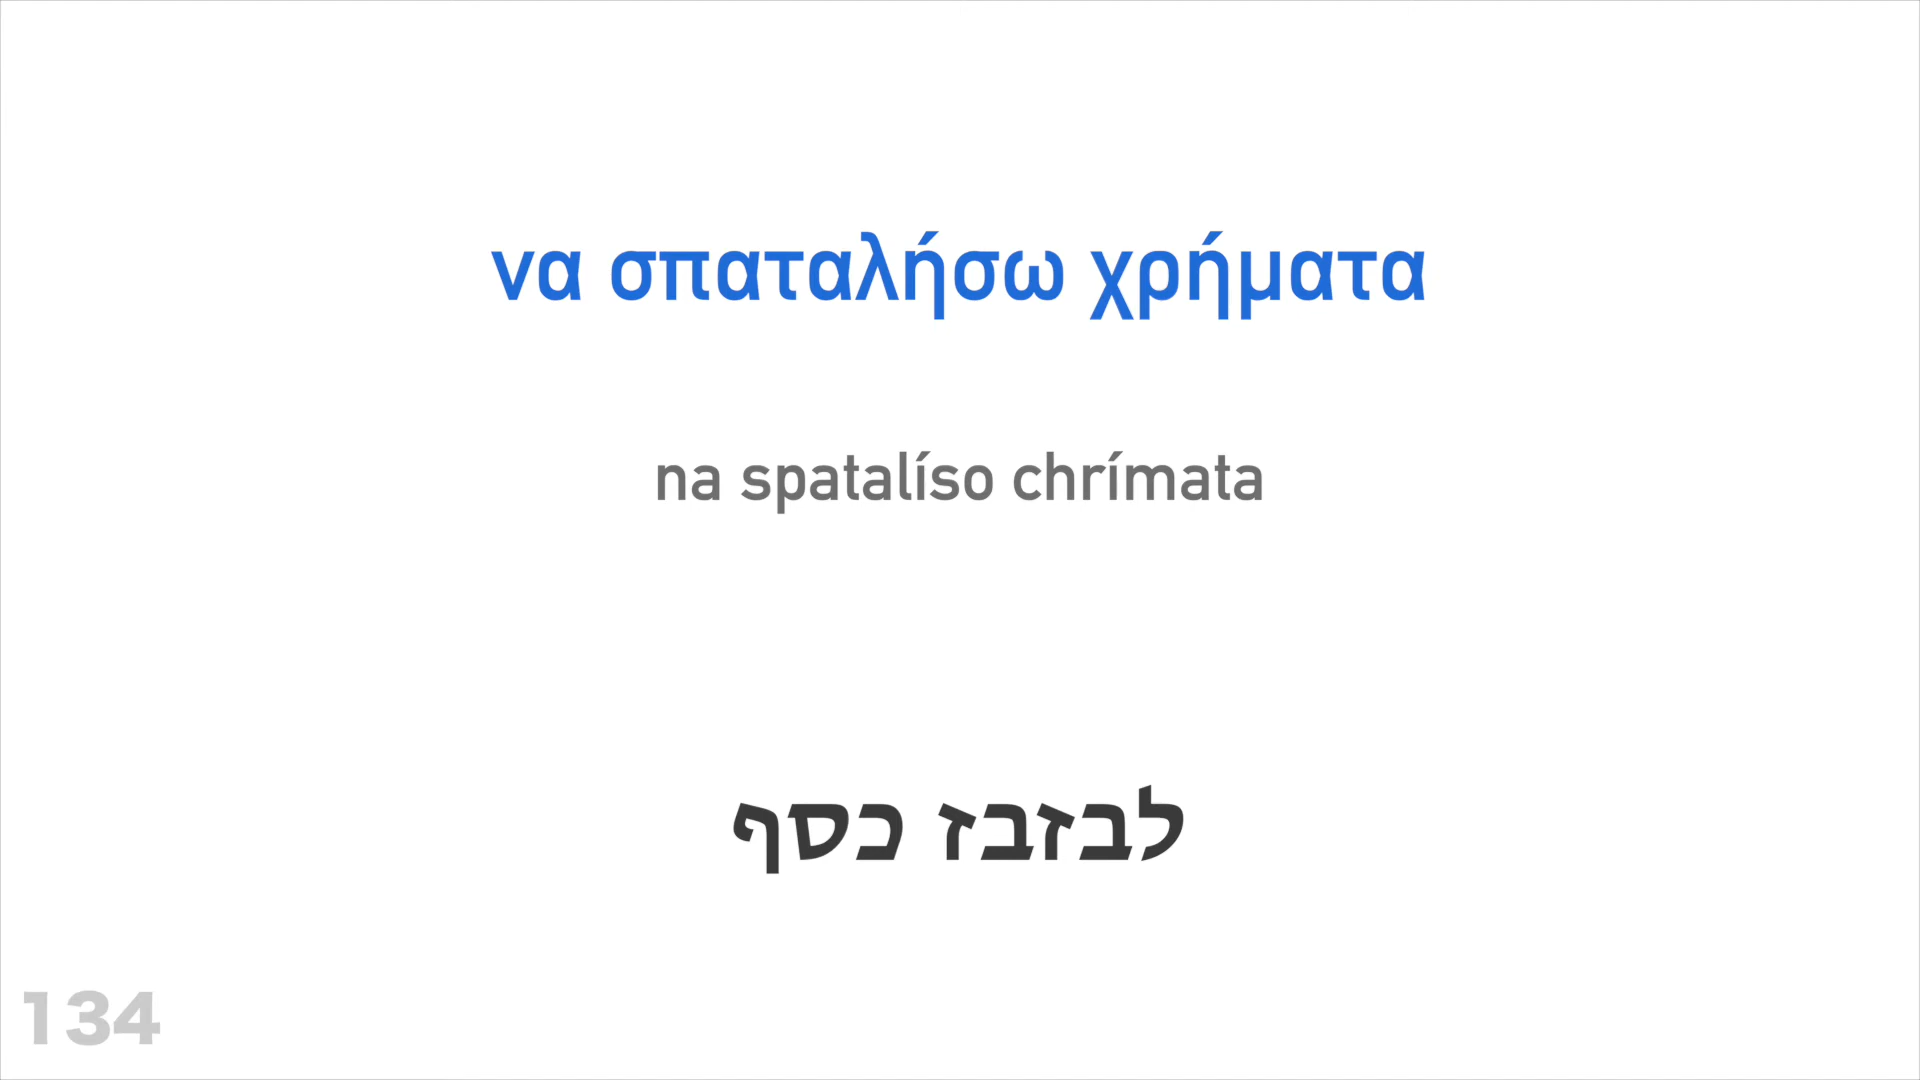 να σπαταλήσω χρήματα
na spatalíso chrímata
לבזבז כסף
134